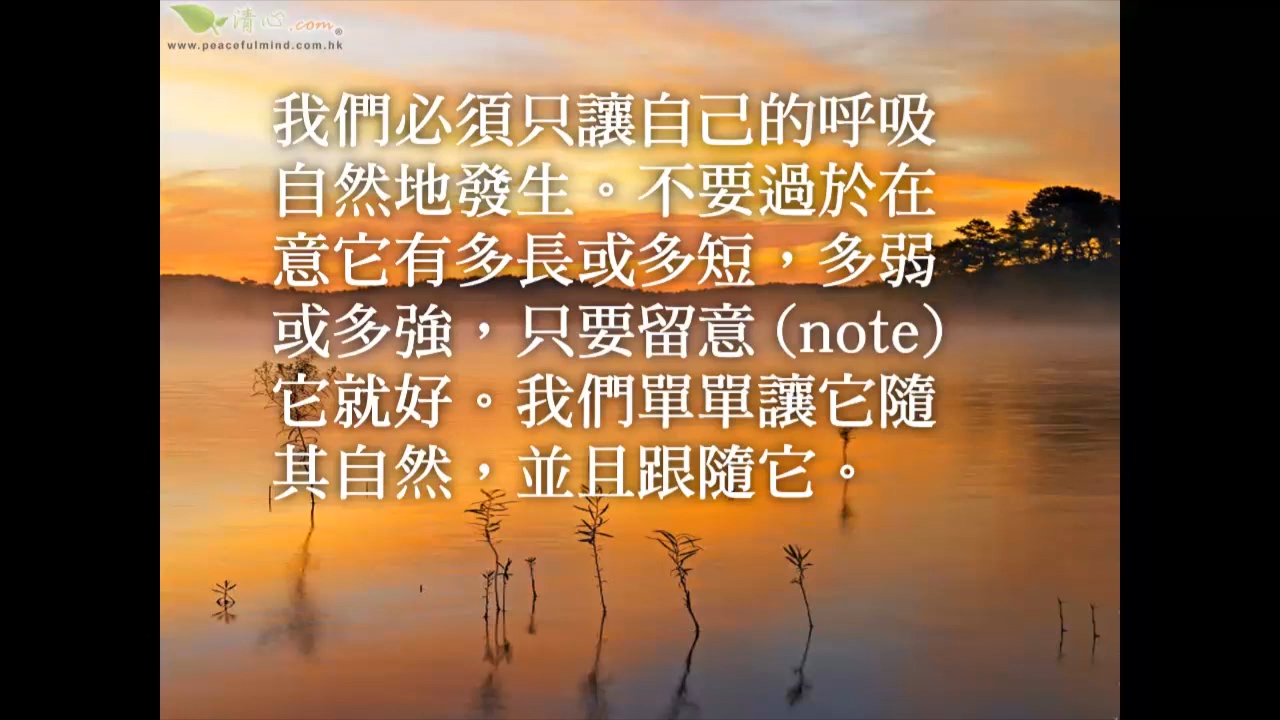 清心.com®
www.peacefulmind.com.hk
我們必須只讓自己的呼吸
自然地發生。不要過於在
意它有多長或多短，多弱
或多強，只要留意(note)
它就好。我們單單讓它隨
其自然，並且跟隨它。